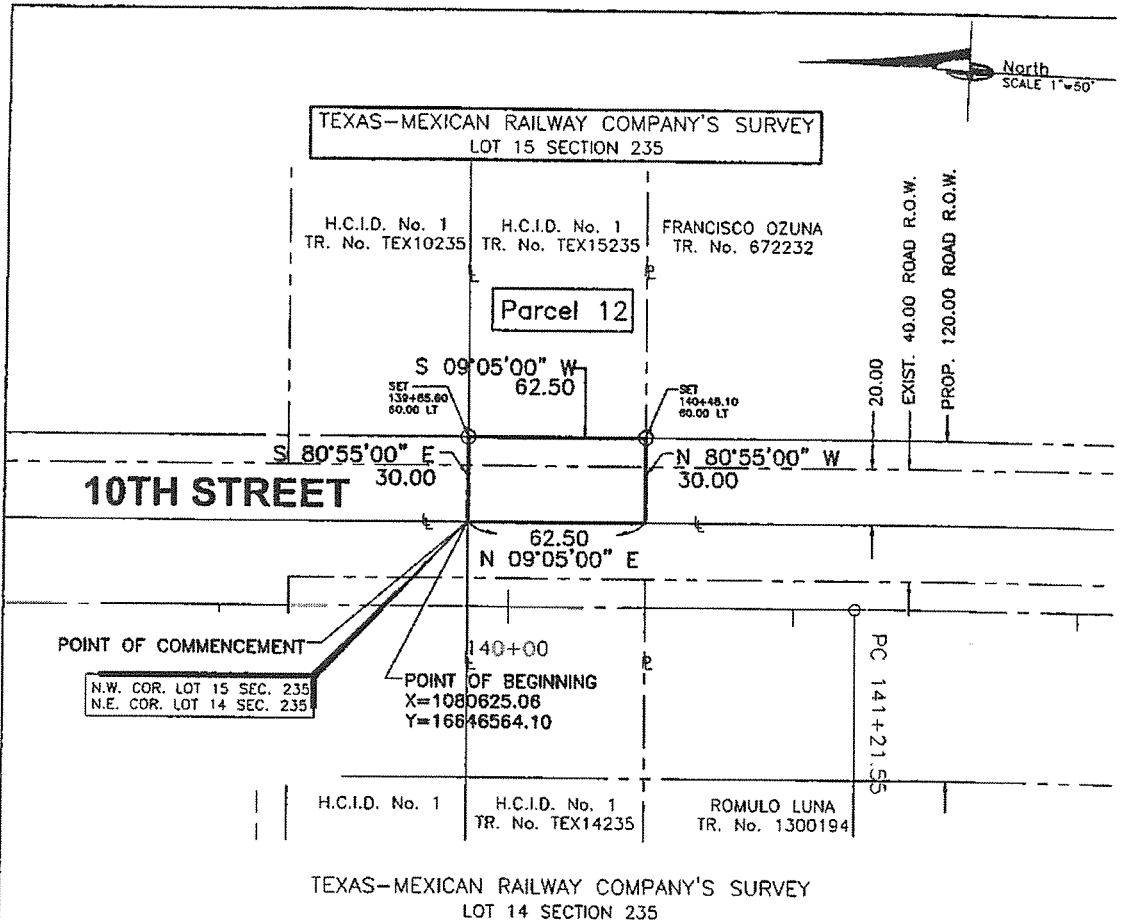 North
SCALE 1"=50'
TEXAS-MEXICAN RAILWAY COMPANY'S SURVEY
LOT 15 SECTION 235
H.C.I.D. No. 1
TR. No. TEX10235
H.C.I.D. No. 1
TR. No. TEX15235
FRANCISCO OZUNA
TR. No. 672232
Parcel 12
20.00
EXIST. 40.00 ROAD R.O.W.
PROP. 120.00 ROAD R.O.W.
S 09°05'00" W
62.50
SET
139+85.60
60.00 LT
SET
140+48.10
60.00 LT
S 80°55'00" E
30.00
N 80°55'00" W
30.00
10TH STREET
62.50
N 09°05'00" E
POINT OF COMMENCEMENT
N.W. COR. LOT 15 SEC. 235
N.E. COR. LOT 14 SEC. 235
140+00
POINT OF BEGINNING
X=1080625.06
Y=16646564.10
PC 141+21.55
H.C.I.D. No. 1
H.C.I.D. No. 1
TR. No. TEX14235
ROMULO LUNA
TR. No. 1300194
TEXAS-MEXICAN RAILWAY COMPANY'S SURVEY
LOT 14 SECTION 235